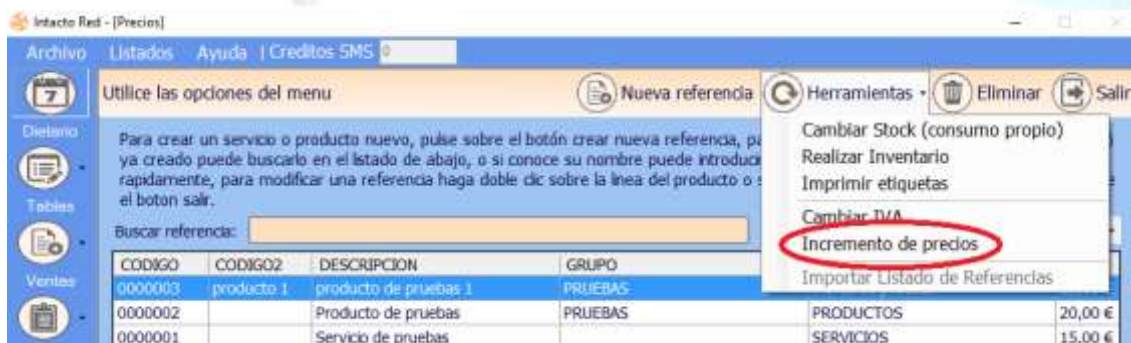 Intacto Red - [Precios]
Archivo Listados Ayuda | Creditos SMS 0
Utilice las opciones del menu Nueva referencia Herramientas Eliminar Salir
Dietario
Tablas
Ventas
Para crear un servicio o producto nuevo, pulse sobre el botón crear nueva referencia, pa
ya creado puede buscarlo en el listado de abajo, o si conoce su nombre puede introducir
rapidamente, para modificar una referencia haga doble clic sobre la linea del producto o s
el boton salir.
Buscar referencia:
Cambiar Stock (consumo propio)
Realizar Inventario
Imprimir etiquetas
Cambiar IVA
Incremento de precios
Importar Listado de Referencias
CODIGO CODIGO2 DESCRIPCION GRUPO
0000003 producto 1 producto de pruebas 1 PRUEBAS
0000002 Producto de pruebas PRUEBAS PRODUCTOS 20,00 €
0000001 Servicio de pruebas SERVICIOS 15,00 €